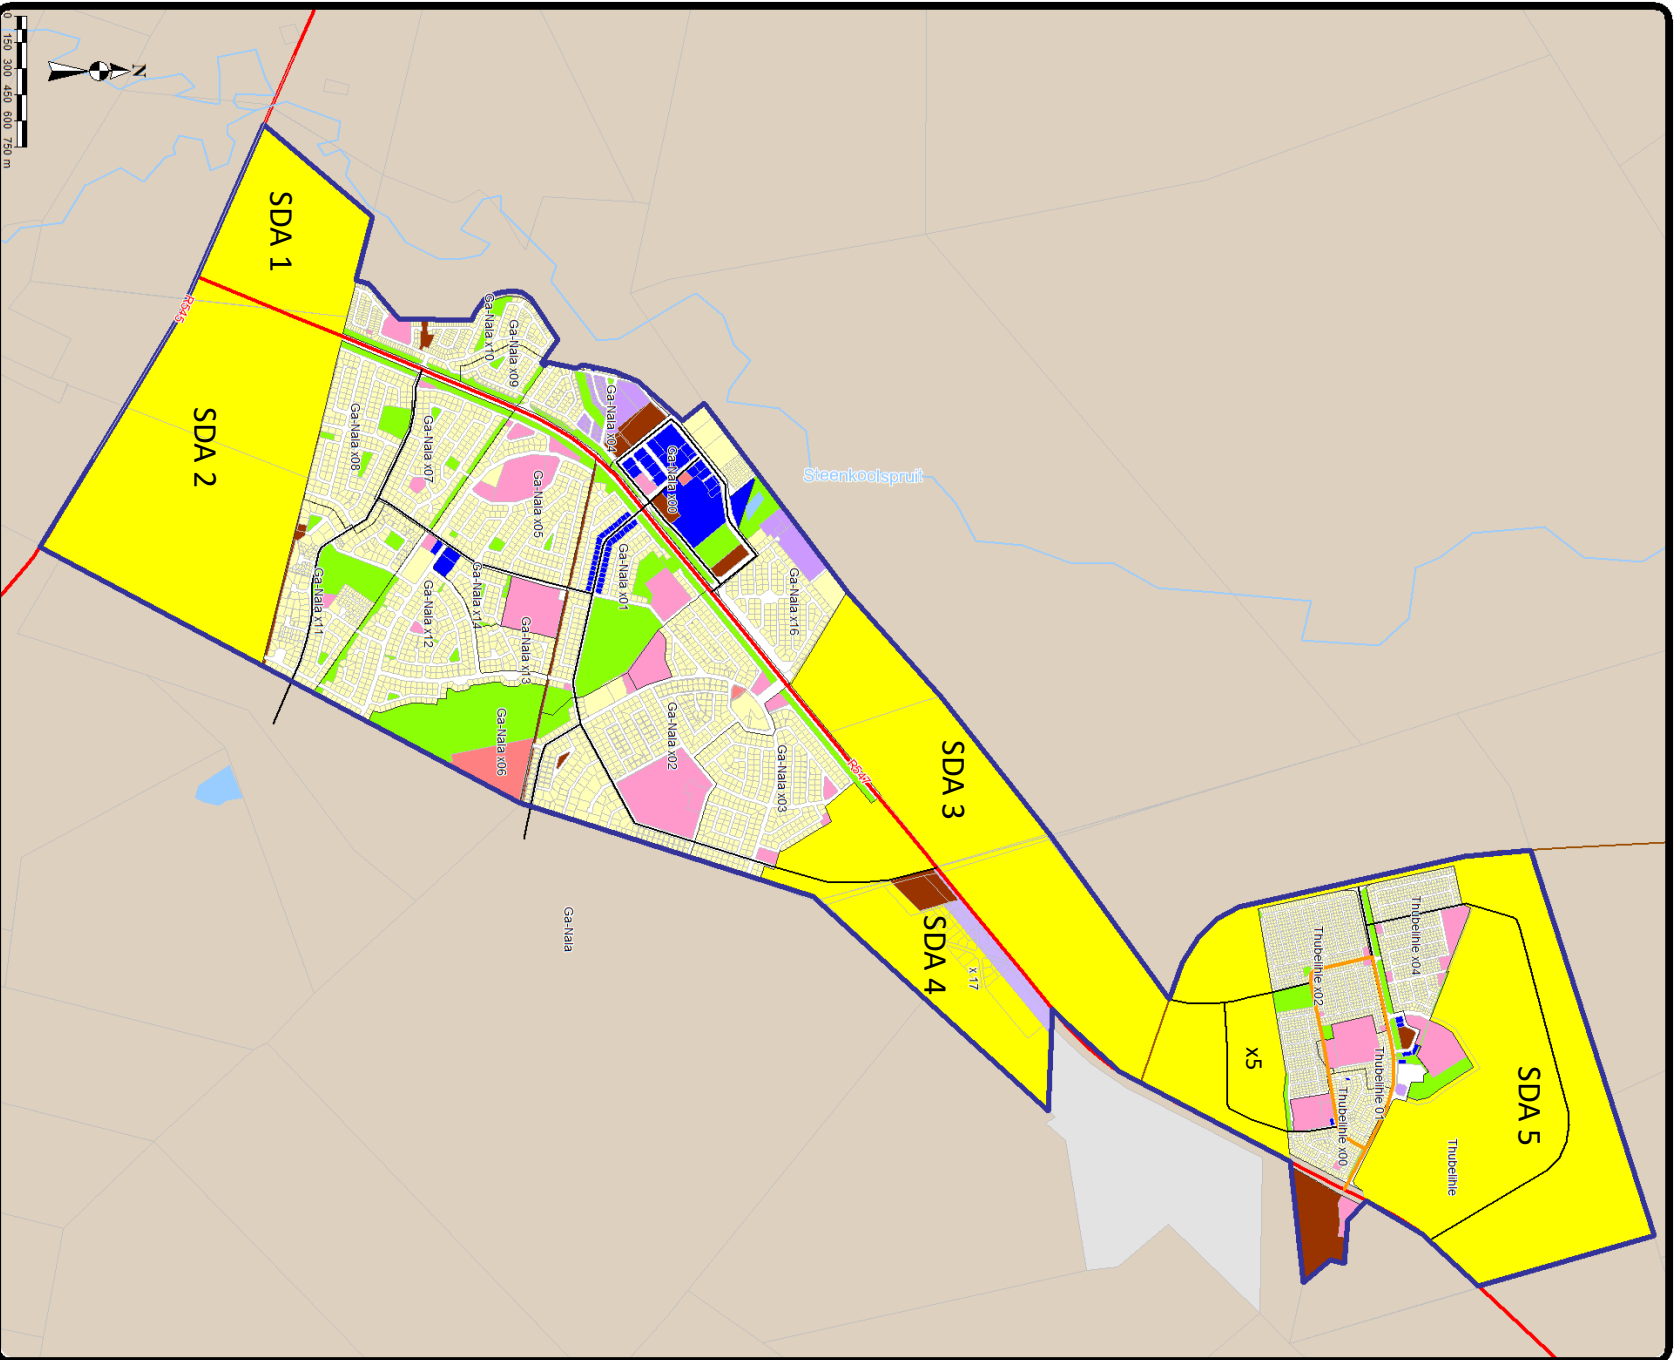 0 150 300 450 600 750 m
N
SDA 1
R545
SDA 2
Ga-Nala x10
Ga-Nala x09
Ga-Nala x08
Ga-Nala x07
Ga-Nala x04
Ga-Nala x00
Ga-Nala x05
Ga-Nala x01
Ga-Nala x16
Ga-Nala x11
Ga-Nala x12
Ga-Nala x14
Ga-Nala x13
Ga-Nala x06
Ga-Nala x02
Ga-Nala x03
Steenkoolspruit
R547
SDA 3
SDA 4
x 17
Ga-Nala
Thubelihle x04
Thubelihle x02
Thubelihle 01
Thubelihle x00
x5
SDA 5
Thubelihle